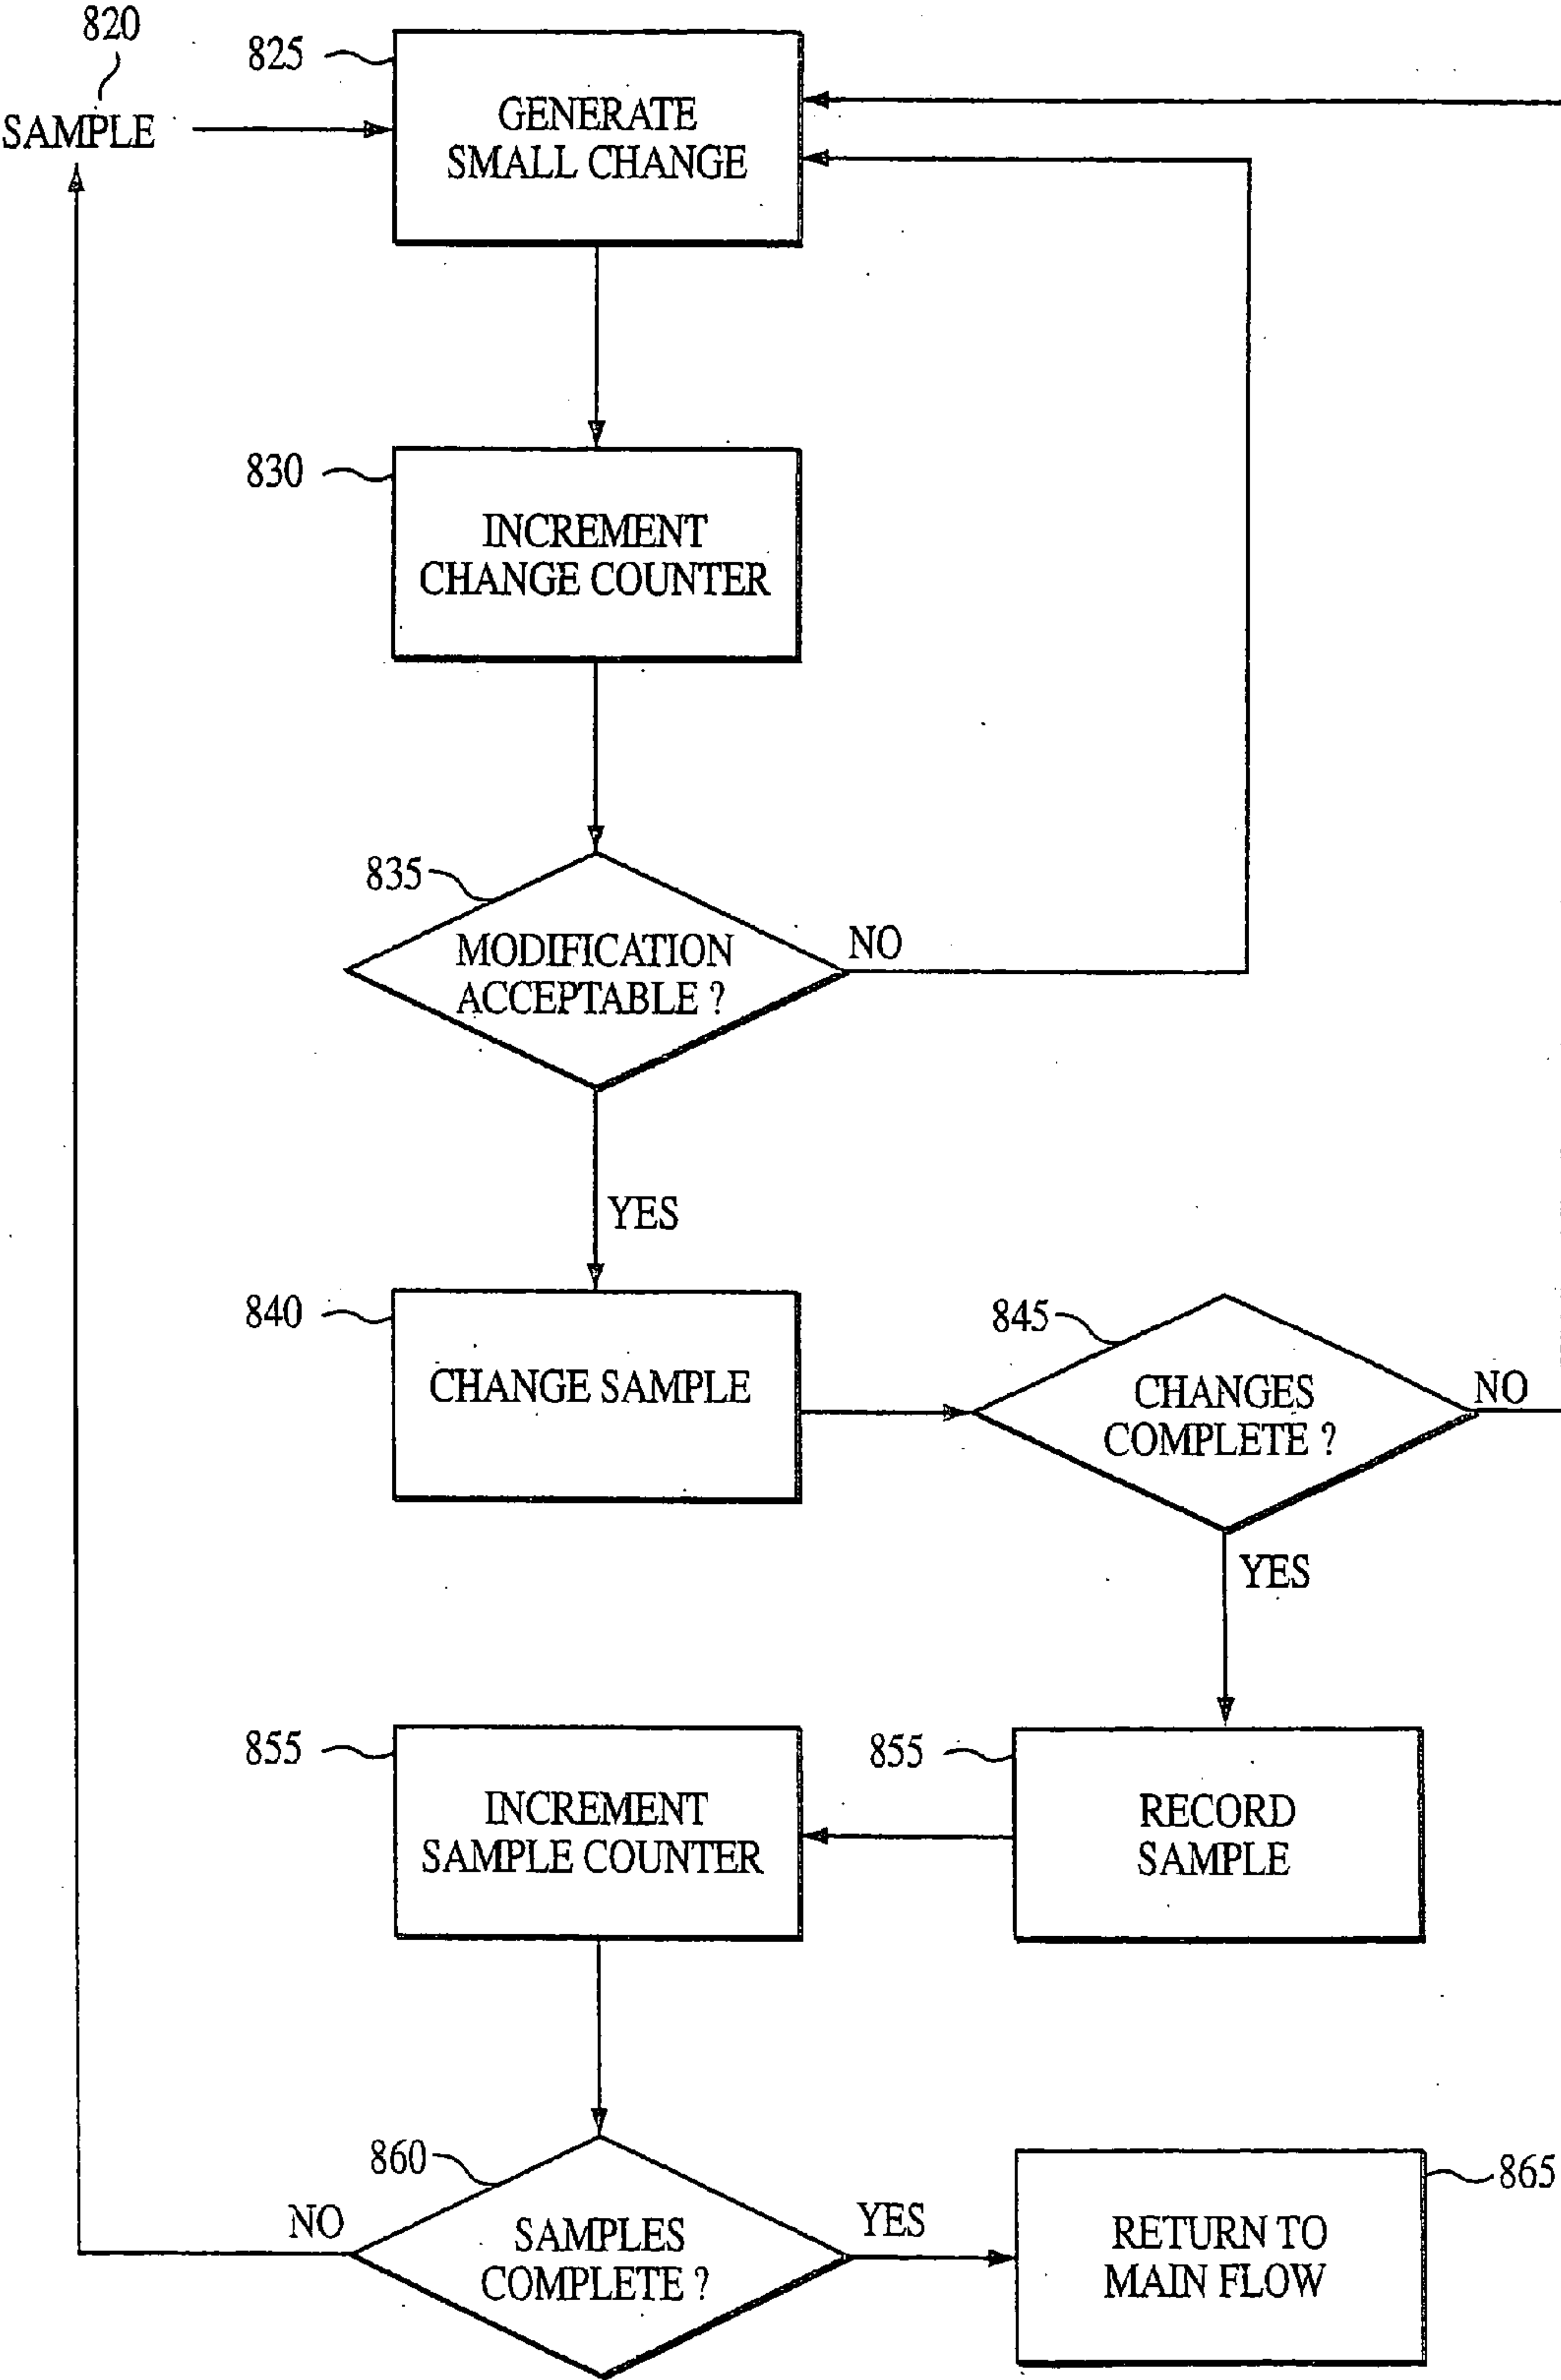 820
SAMPLE
825
GENERATE
SMALL CHANGE
830
INCREMENT
CHANGE COUNTER
835
MODIFICATION
ACCEPTABLE ?
NO
YES
840
CHANGE SAMPLE
845
CHANGES
COMPLETE ?
NO
YES
855
INCREMENT
SAMPLE COUNTER
855
RECORD
SAMPLE
860
NO
SAMPLES
COMPLETE ?
YES
865
RETURN TO
MAIN FLOW